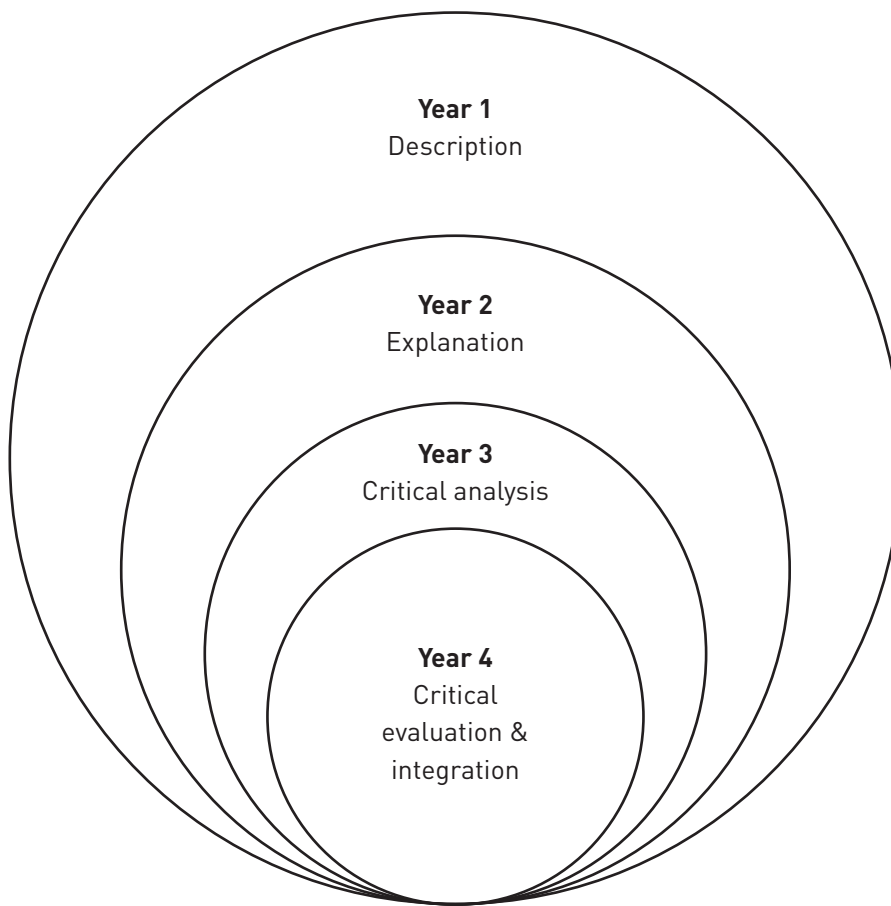 Year 1
Description
Year 2
Explanation
Year 3
Critical analysis
Year 4
Critical
evaluation &
integration